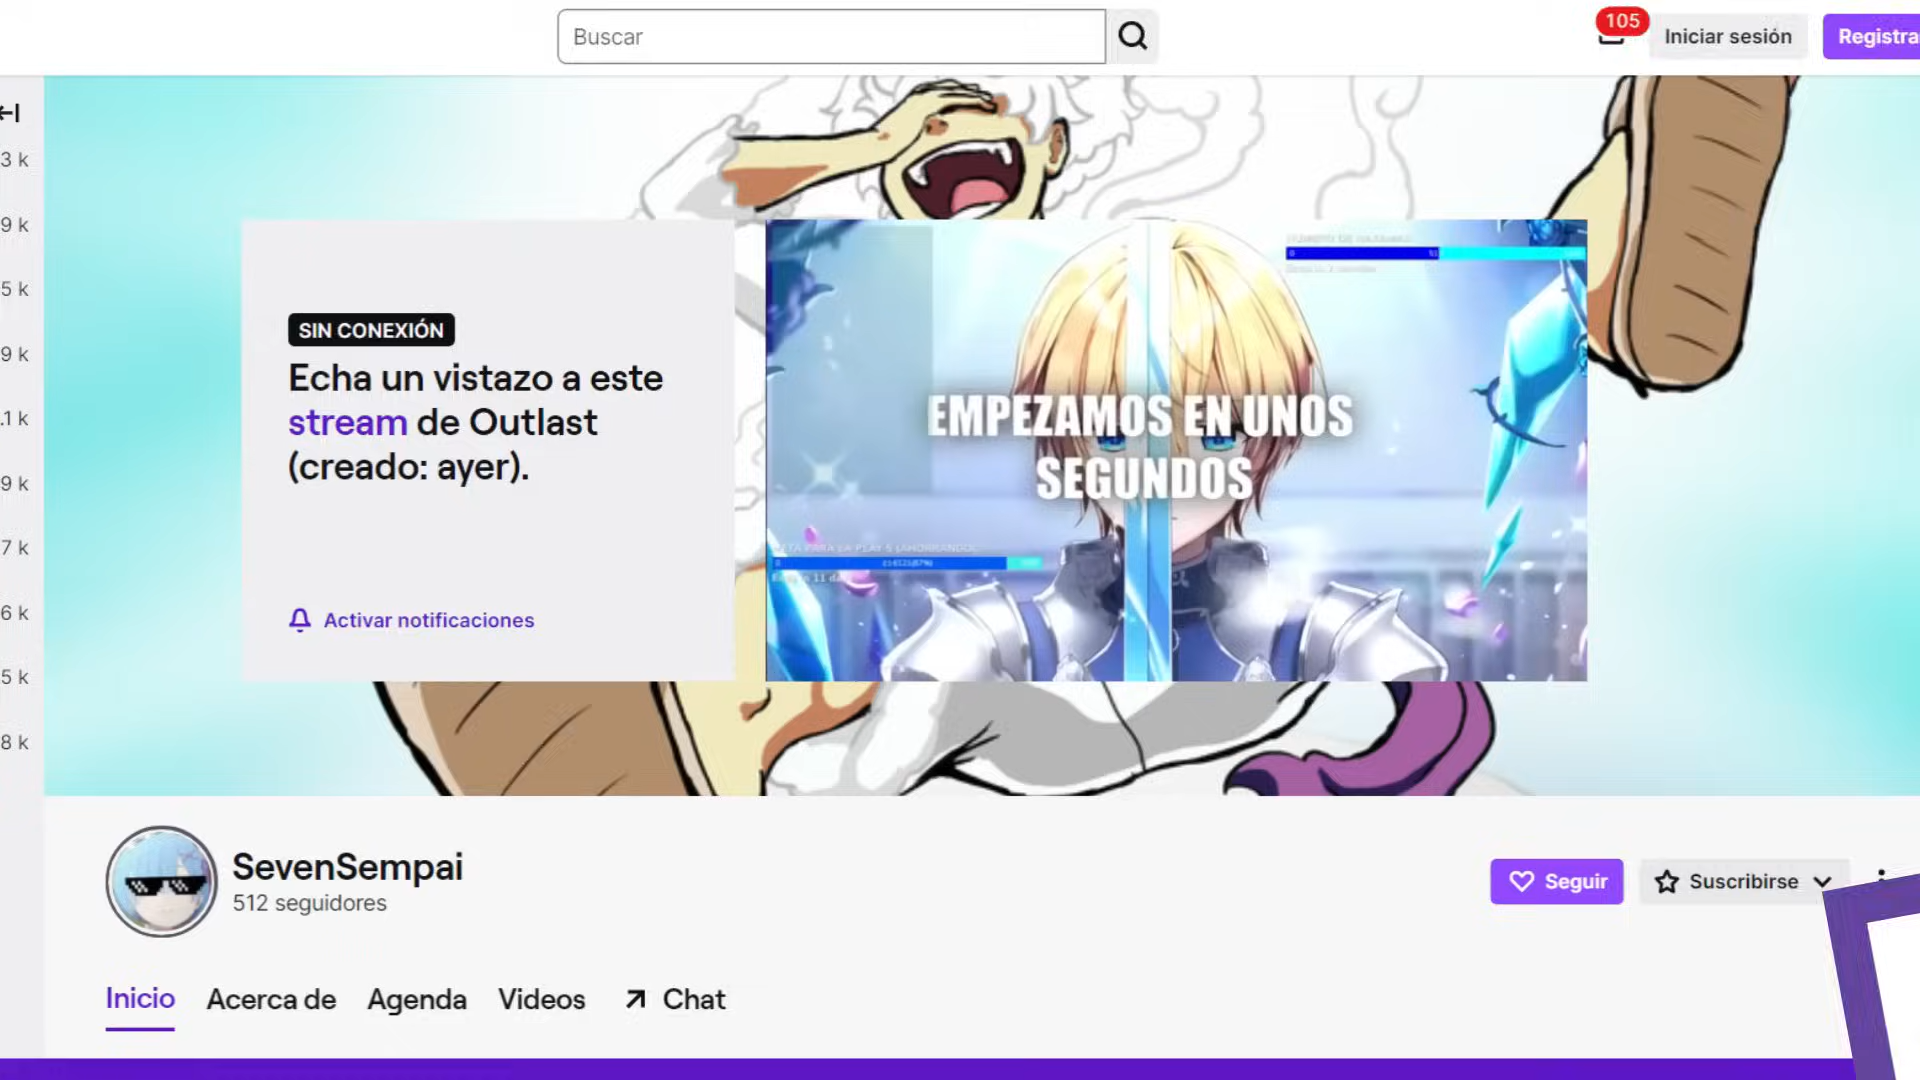 Buscar
105
Iniciar sesión
Registra
3 k
9 k
5 k
9 k
.1 k
9 k
7 k
6 k
5 k
8 k
SIN CONEXIÓN
Echa un vistazo a este
stream de Outlast
(creado: ayer).
Activar notificaciones
EMPEZAMOS EN UNOS
SEGUNDOS
SevenSempai
512 seguidores
Seguir
Suscribirse
Inicio
Acerca de
Agenda
Videos
Chat